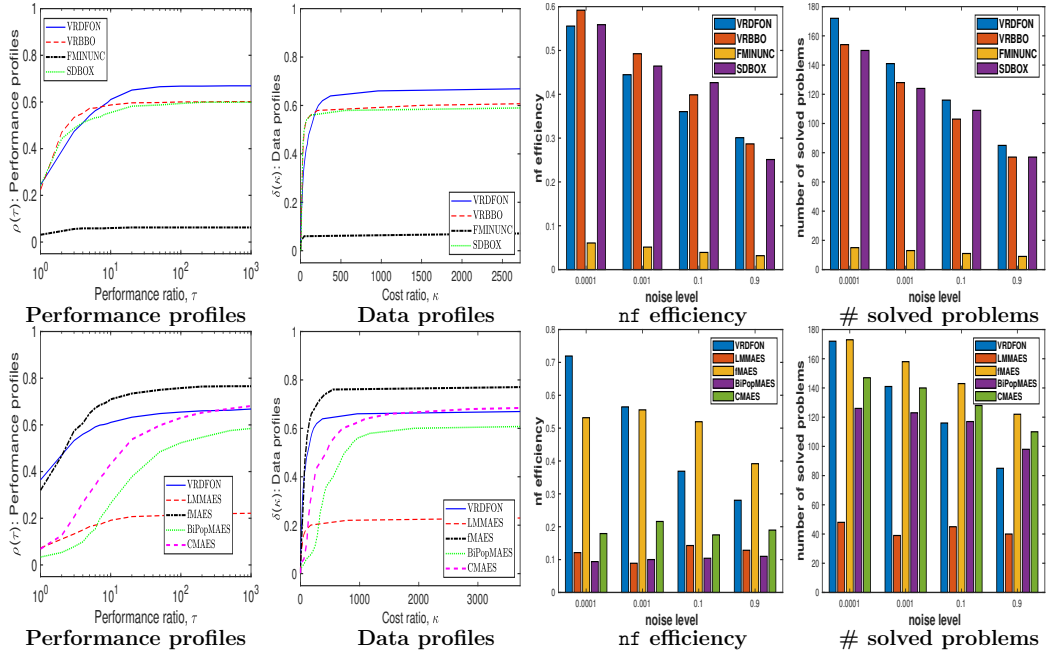 ρ(τ): Performance profiles
1
0.8
0.6
0.4
0.2
0
VRDFON
VRBBO
FMINUNC
SDBOX
10^0
10^1
10^2
10^3
Performance ratio, τ
Performance profiles
δ(κ): Data profiles
1
0.8
0.6
0.4
0.2
0
VRDFON
VRBBO
FMINUNC
SDBOX
0
500
1000
1500
2000
2500
Cost ratio, κ
Data profiles
nf efficiency
0.6
0.5
0.4
0.3
0.2
0.1
0
VRDFON
VRBBO
FMINUNC
SDBOX
0.0001
0.001
0.1
0.9
noise level
nf efficiency
number of solved problems
180
160
140
120
100
80
60
40
20
0
VRDFON
VRBBO
FMINUNC
SDBOX
0.0001
0.001
0.1
0.9
noise level
# solved problems
ρ(τ): Performance profiles
1
0.8
0.6
0.4
0.2
0
VRDFON
LMMAES
fMAES
BiPopMAES
CMAES
10^0
10^1
10^2
10^3
Performance ratio, τ
Performance profiles
δ(κ): Data profiles
1
0.8
0.6
0.4
0.2
0
VRDFON
LMMAES
fMAES
BiPopMAES
CMAES
0
1000
2000
3000
Cost ratio, κ
Data profiles
nf efficiency
0.8
0.7
0.6
0.5
0.4
0.3
0.2
0.1
0
VRDFON
LMMAES
fMAES
BiPopMAES
CMAES
0.0001
0.001
0.1
0.9
noise level
nf efficiency
number of solved problems
180
160
140
120
100
80
60
40
20
0
VRDFON
LMMAES
fMAES
BiPopMAES
CMAES
0.0001
0.001
0.1
0.9
noise level
# solved problems